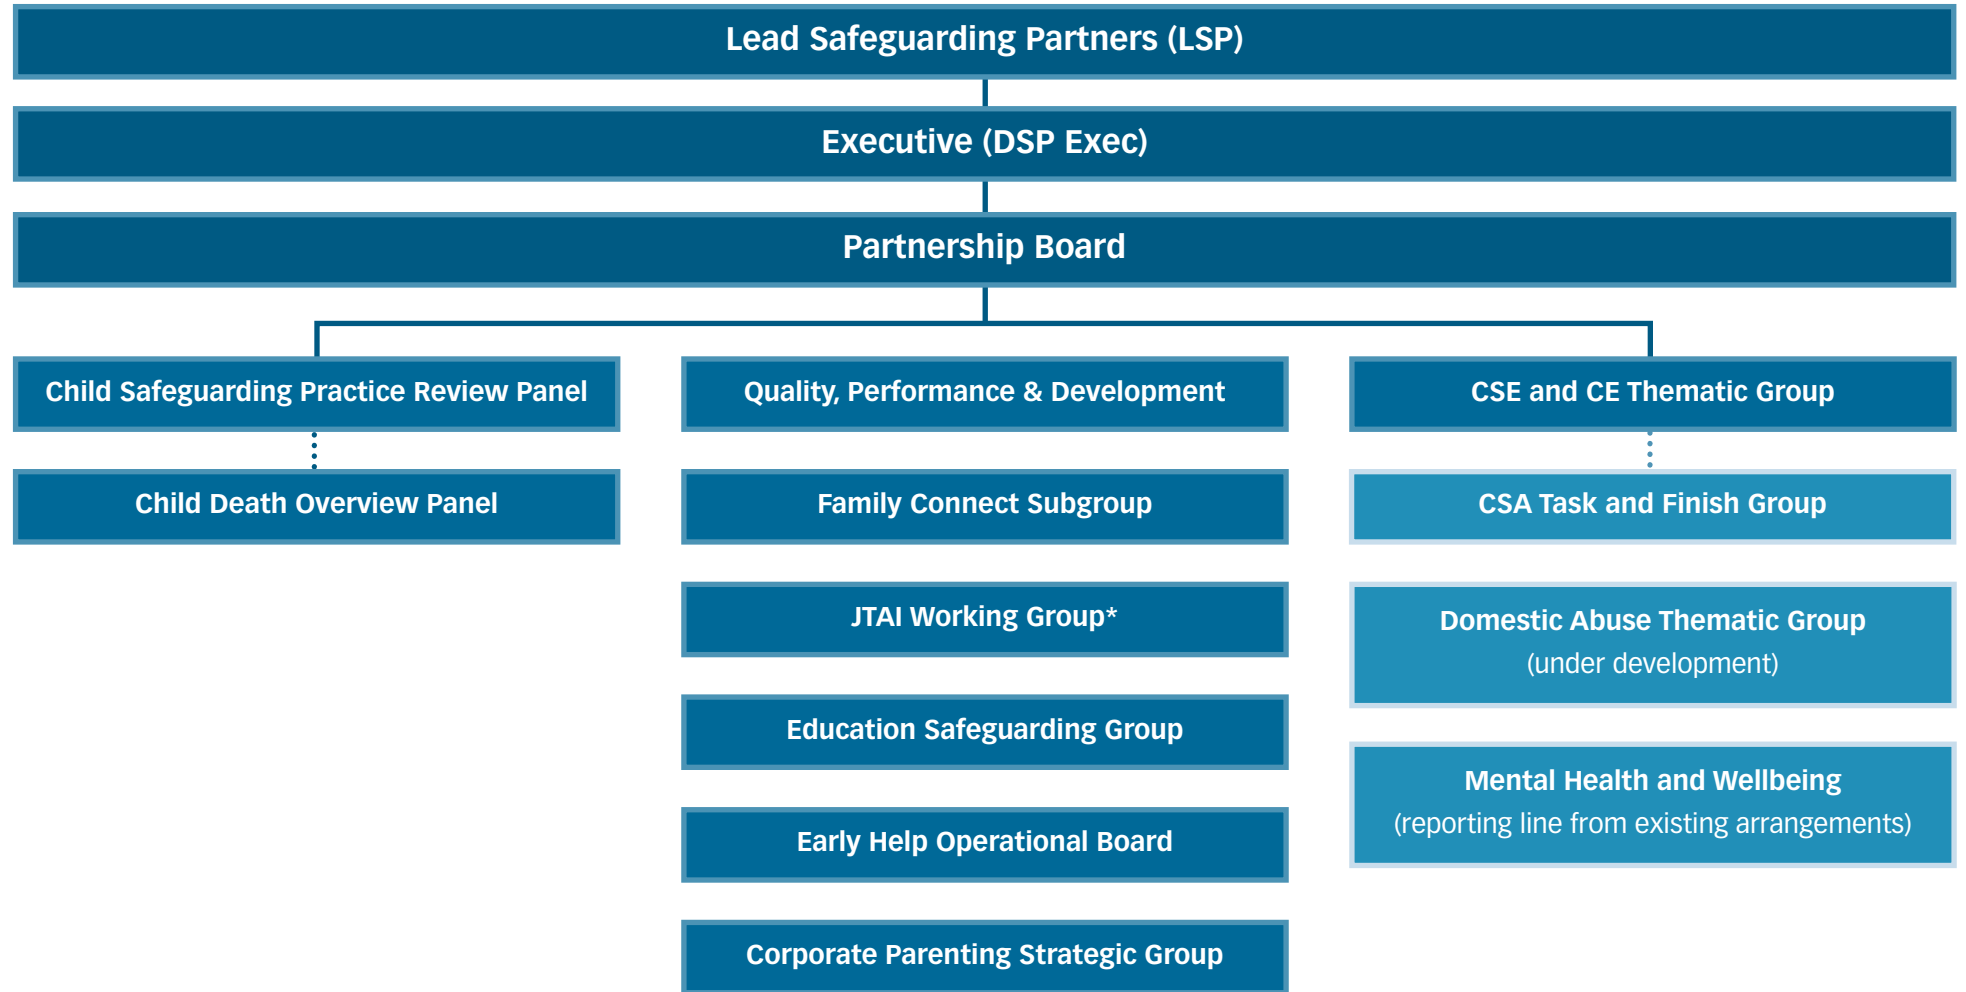 Lead Safeguarding Partners (LSP)
Executive (DSP Exec)
Partnership Board
Child Safeguarding Practice Review Panel
Child Death Overview Panel
Quality, Performance & Development
Family Connect Subgroup
JTAI Working Group*
Education Safeguarding Group
Early Help Operational Board
Corporate Parenting Strategic Group
CSE and CE Thematic Group
CSA Task and Finish Group
Domestic Abuse Thematic Group
(under development)
Mental Health and Wellbeing
(reporting line from existing arrangements)